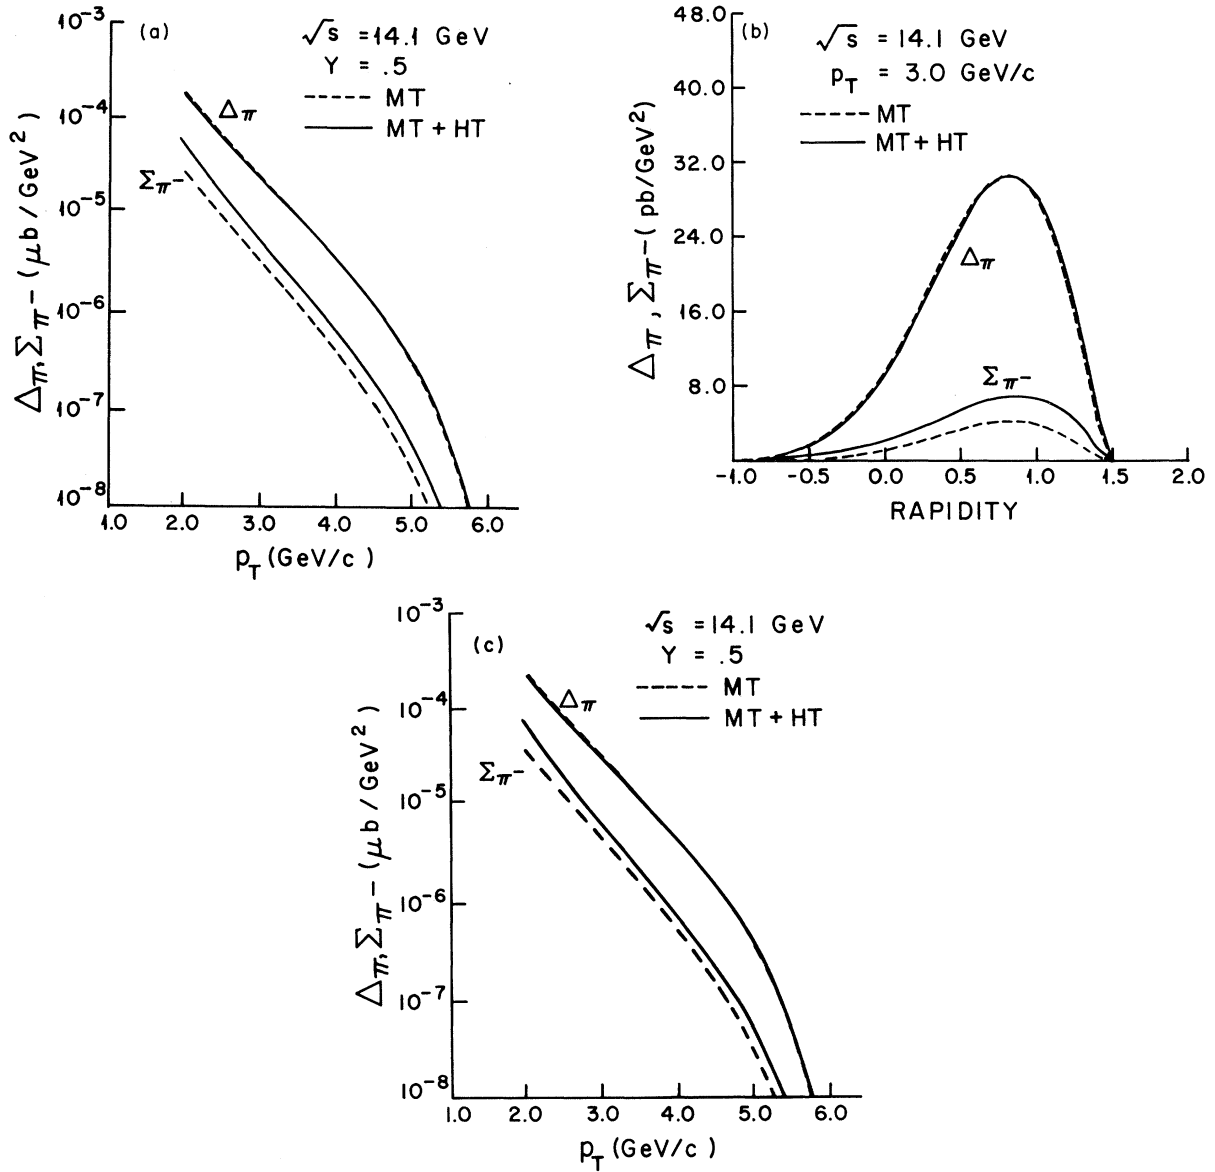 (a)
√s = 14.1 GeV
Y = .5
MT
MT + HT
Δπ
Σπ−
10−3
10−4
10−5
10−6
10−7
10−8
Δπ, Σπ− (μb / GeV2)
1.0 2.0 3.0 4.0 5.0 6.0
pT (GeV/c)
(b)
√s = 14.1 GeV
pT = 3.0 GeV/c
MT
MT + HT
Δπ
Σπ−
48.0
40.0
32.0
24.0
16.0
8.0
Δπ, Σπ− (pb/GeV2)
-1.0 -0.5 0.0 0.5 1.0 1.5 2.0
RAPIDITY
(c)
√s = 14.1 GeV
Y = .5
MT
MT + HT
Δπ
Σπ−
10−3
10−4
10−5
10−6
10−7
10−8
Δπ, Σπ− (μb / GeV2)
1.0 2.0 3.0 4.0 5.0 6.0
pT (GeV/c)